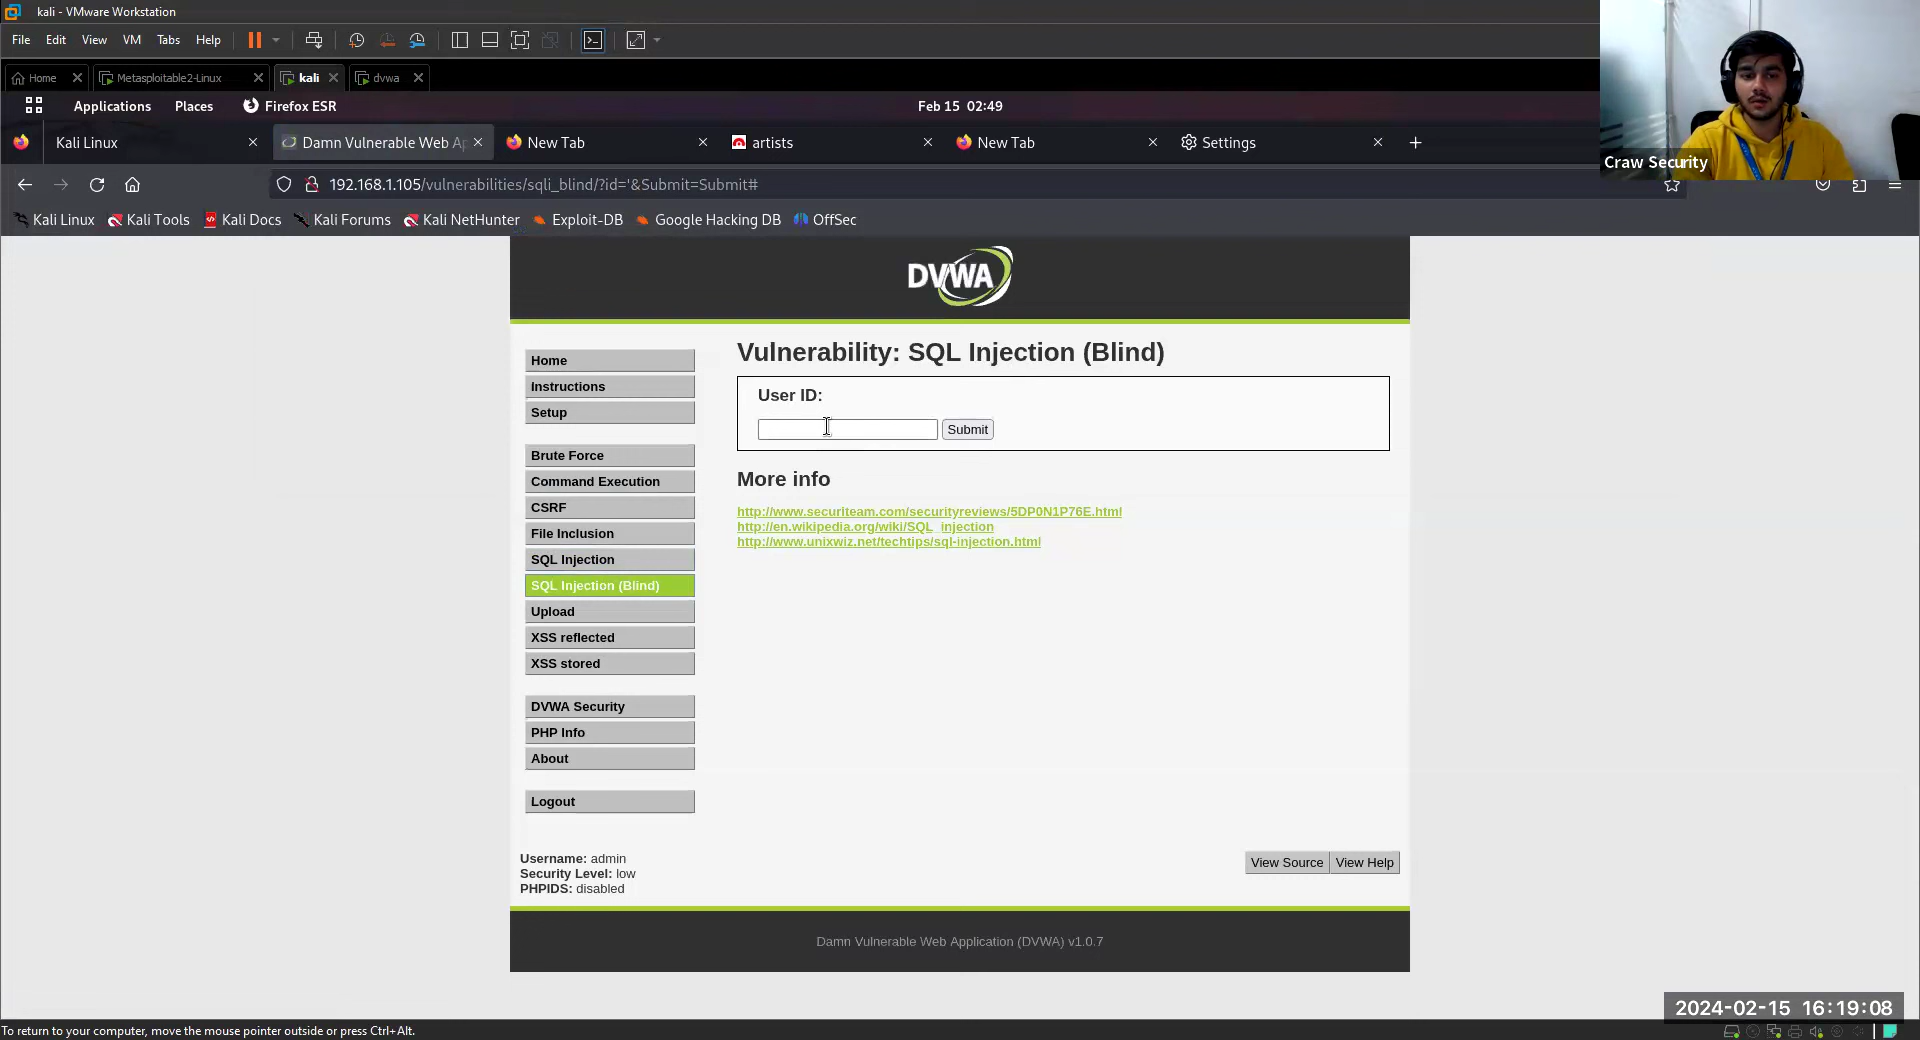 kali - VMware Workstation
File Edit View VM Tabs Help
Home Metasploitable2-Linux kali dvwa
Applications Places Firefox ESR Feb 15 02:49
Kali Linux Damn Vulnerable Web Ap New Tab artists New Tab Settings
Craw Security
192.168.1.105/vulnerabilities/sqli_blind/?id='&Submit=Submit#
Kali Linux Kali Tools Kali Docs Kali Forums Kali NetHunter Exploit-DB Google Hacking DB OffSec
DVWA
Home
Instructions
Setup
Brute Force
Command Execution
CSRF
File Inclusion
SQL Injection
SQL Injection (Blind)
Upload
XSS reflected
XSS stored
DVWA Security
PHP Info
About
Logout
Vulnerability: SQL Injection (Blind)
User ID:
Submit
More info
http://www.securiteam.com/securityreviews/5DP0N1P76E.html
http://en.wikipedia.org/wiki/SQL_injection
http://www.unixwiz.net/techtips/sql-injection.html
Username: admin
Security Level: low
PHPIDS: disabled
View Source View Help
Damn Vulnerable Web Application (DVWA) v1.0.7
2024-02-15 16:19:08
To return to your computer, move the mouse pointer outside or press Ctrl+Alt.